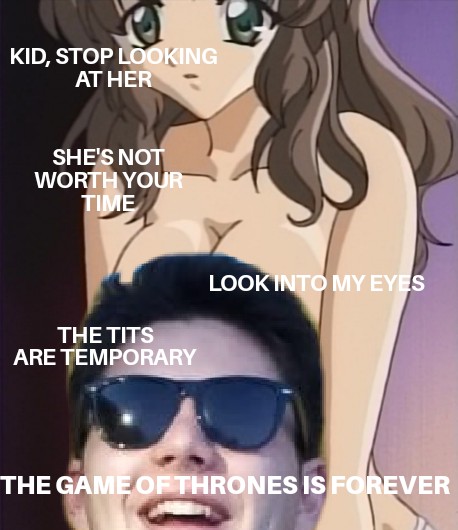 KID, STOP LOOKING
AT HER
SHE'S NOT
WORTH YOUR
TIME
LOOK INTO MY EYES
THE TITS
ARE TEMPORARY
THE GAME OF THRONES IS FOREVER